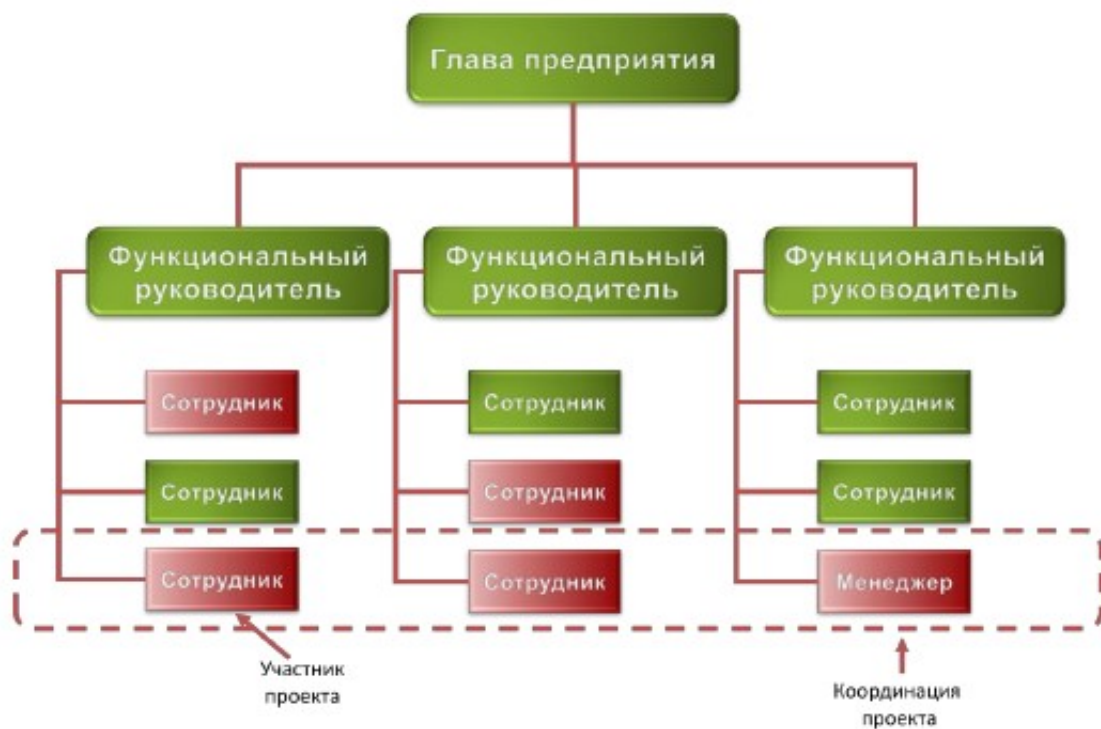 Глава предприятия
Функциональный
руководитель
Функциональный
руководитель
Функциональный
руководитель
Сотрудник
Сотрудник
Сотрудник
Сотрудник
Сотрудник
Сотрудник
Сотрудник
Сотрудник
Менеджер
Участник
проекта
Координация
проекта